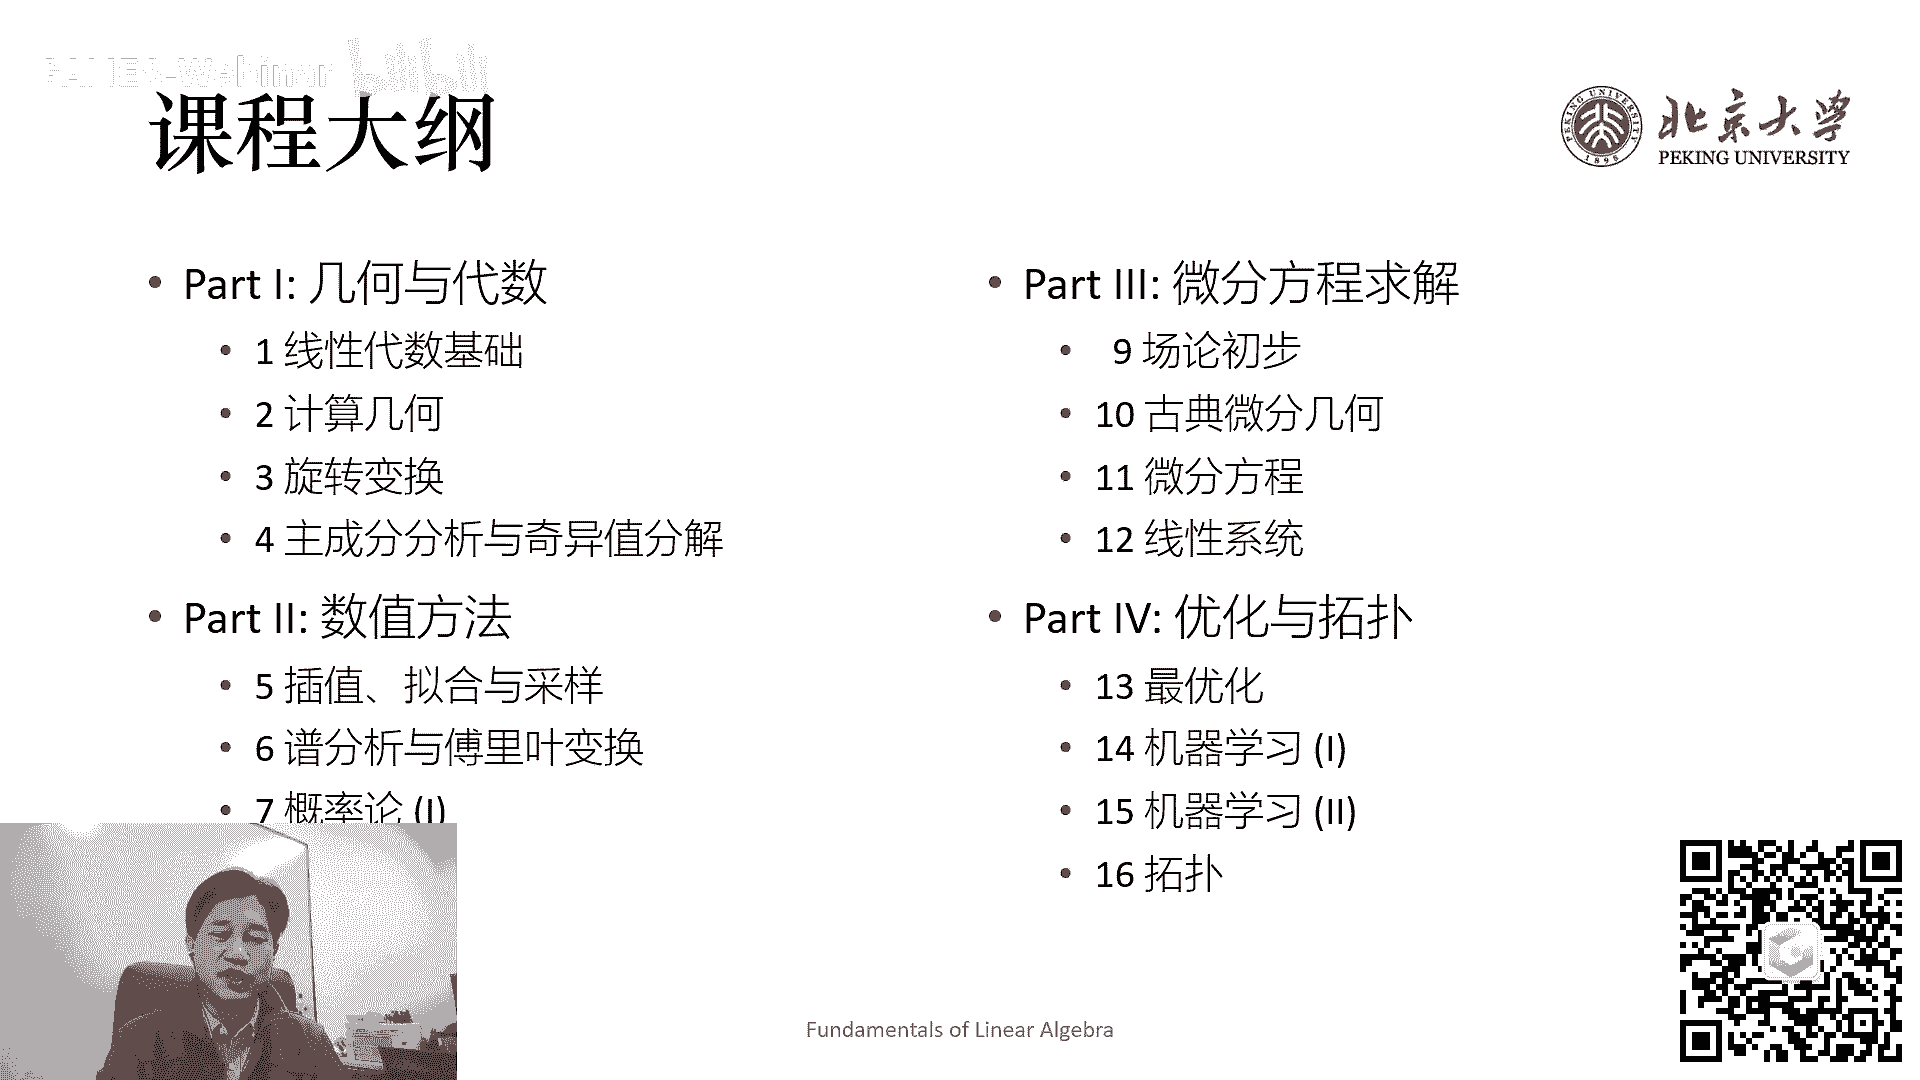 GAMES-Webinar bilibili
课程大纲
PEKING UNIVERSITY
1898
北京大学
PEKING UNIVERSITY
• Part I: 几何与代数
• 1 线性代数基础
• 2 计算几何
• 3 旋转变换
• 4 主成分分析与奇异值分解
• Part II: 数值方法
• 5 插值、拟合与采样
• 6 谱分析与傅里叶变换
• 7 概率论 (I)
• Part III: 微分方程求解
• 9 场论初步
• 10 古典微分几何
• 11 微分方程
• 12 线性系统
• Part IV: 优化与拓扑
• 13 最优化
• 14 机器学习 (I)
• 15 机器学习 (II)
• 16 拓扑
Fundamentals of Linear Algebra